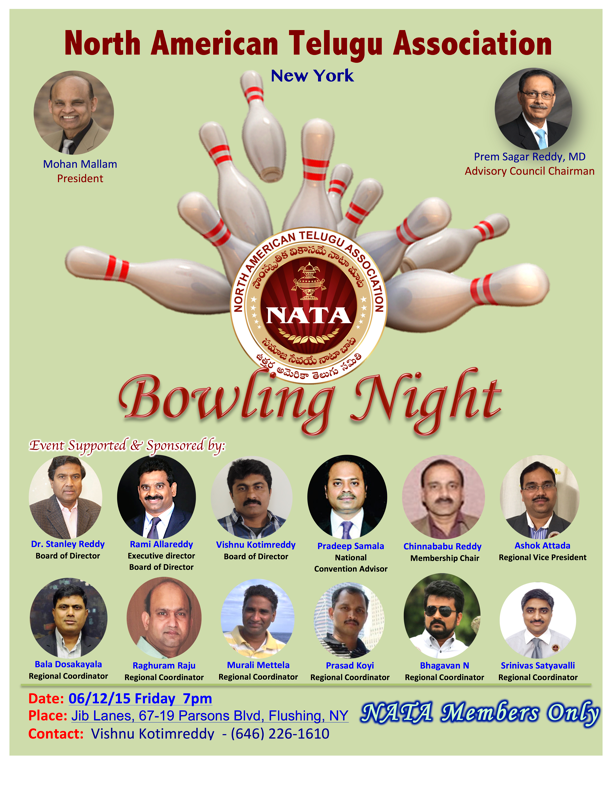 North American Telugu Association
New York
Mohan Mallam
President
Prem Sagar Reddy, MD
Advisory Council Chairman
NORTH AMERICAN TELUGU ASSOCIATION
సాంస్కృతిక వికాసమే నాటా మాట
NATA
సమాజ సేవయే నాటా బాట
ఉత్తర అమెరికా తెలుగు సమితి
Bowling Night
Event Supported & Sponsored by:
Dr. Stanley Reddy
Board of Director
Rami Allareddy
Executive director
Board of Director
Vishnu Kotimreddy
Board of Director
Pradeep Samala
National
Convention Advisor
Chinnababu Reddy
Membership Chair
Ashok Attada
Regional Vice President
Bala Dosakayala
Regional Coordinator
Raghuram Raju
Regional Coordinator
Murali Mettela
Regional Coordinator
Prasad Koyi
Regional Coordinator
Bhagavan N
Regional Coordinator
Srinivas Satyavalli
Regional Coordinator
Date: 06/12/15 Friday 7pm
Place: Jib Lanes, 67-19 Parsons Blvd, Flushing, NY
NATA Members Only
Contact: Vishnu Kotimreddy - (646) 226-1610